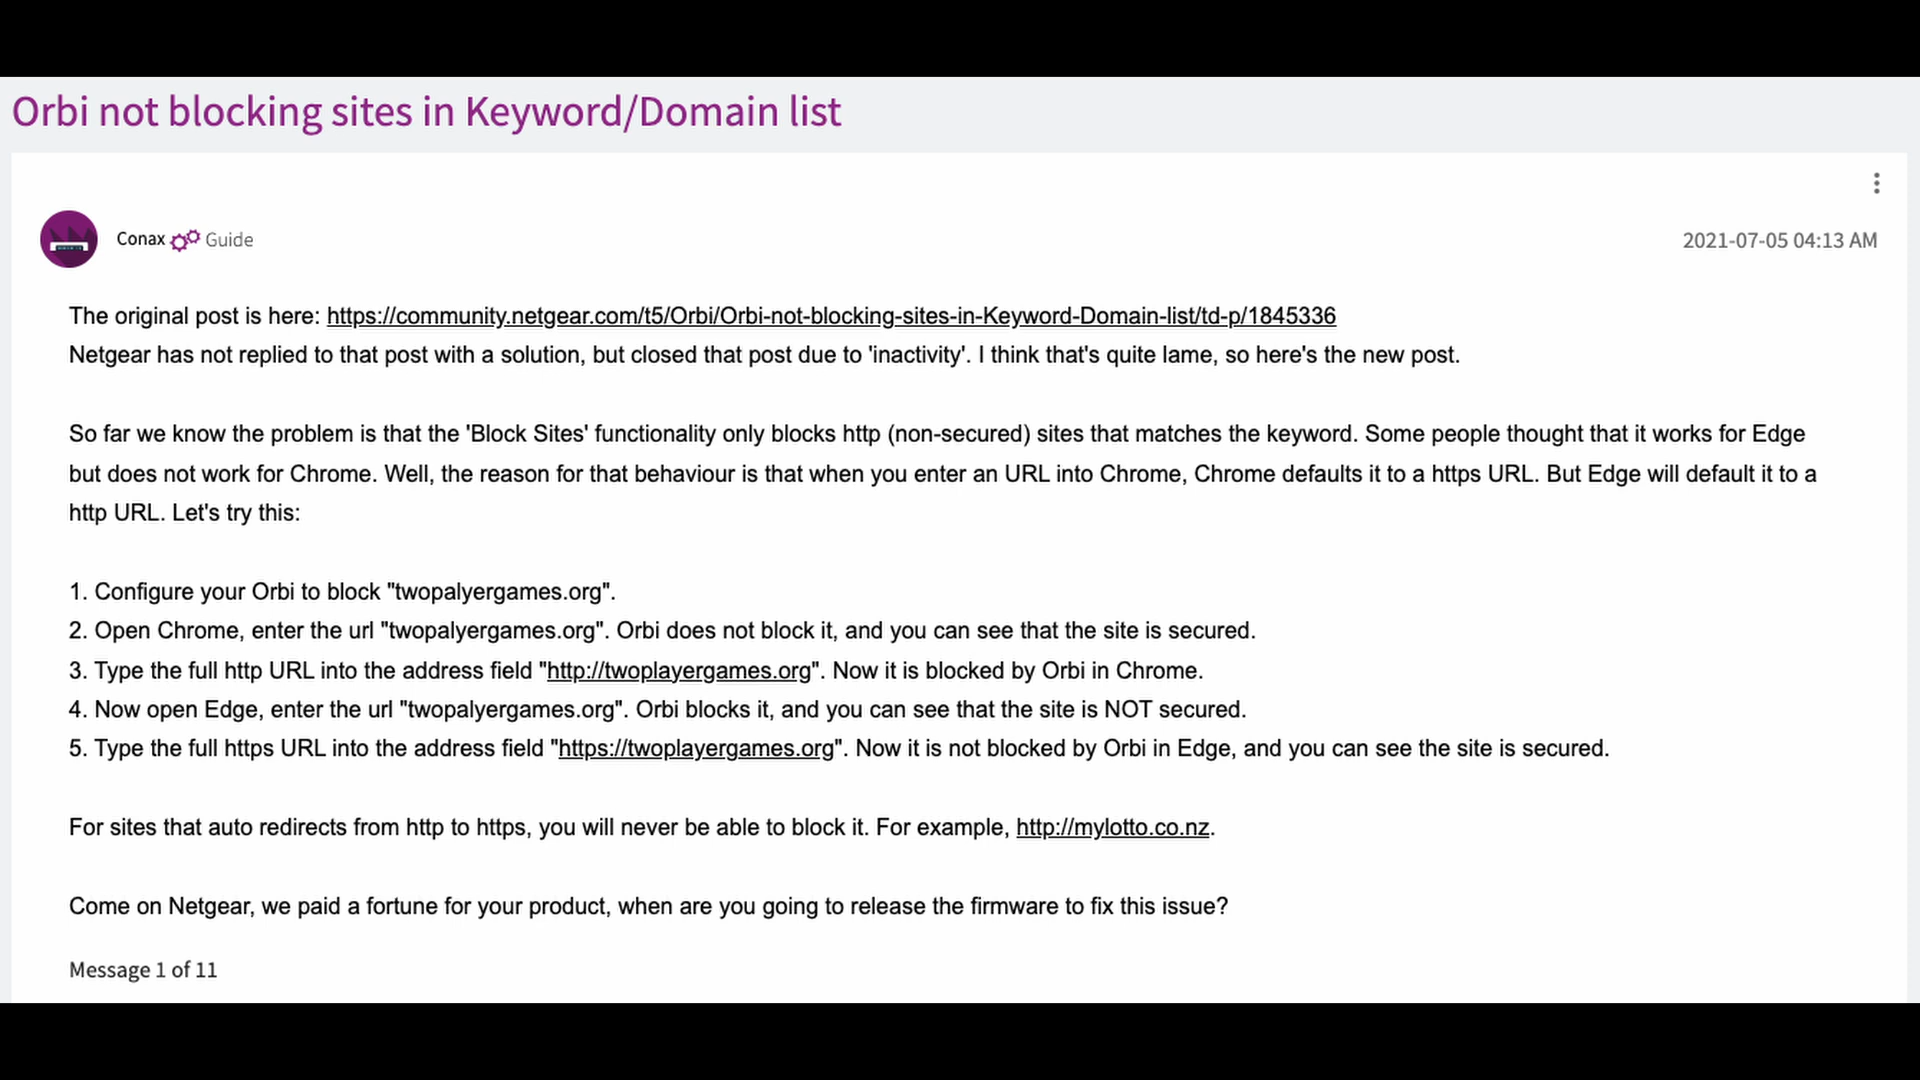 Orbi not blocking sites in Keyword/Domain list
Conax Guide
2021-07-05 04:13 AM
The original post is here: https://community.netgear.com/t5/Orbi/Orbi-not-blocking-sites-in-Keyword-Domain-list/td-p/1845336
Netgear has not replied to that post with a solution, but closed that post due to 'inactivity'. I think that's quite lame, so here's the new post.
So far we know the problem is that the 'Block Sites' functionality only blocks http (non-secured) sites that matches the keyword. Some people thought that it works for Edge
but does not work for Chrome. Well, the reason for that behaviour is that when you enter an URL into Chrome, Chrome defaults it to a https URL. But Edge will default it to a
http URL. Let's try this:
1. Configure your Orbi to block "twopalyergames.org".
2. Open Chrome, enter the url "twopalyergames.org". Orbi does not block it, and you can see that the site is secured.
3. Type the full http URL into the address field "http://twoplayergames.org". Now it is blocked by Orbi in Chrome.
4. Now open Edge, enter the url "twopalyergames.org". Orbi blocks it, and you can see that the site is NOT secured.
5. Type the full https URL into the address field "https://twoplayergames.org". Now it is not blocked by Orbi in Edge, and you can see the site is secured.
For sites that auto redirects from http to https, you will never be able to block it. For example, http://mylotto.co.nz.
Come on Netgear, we paid a fortune for your product, when are you going to release the firmware to fix this issue?
Message 1 of 11